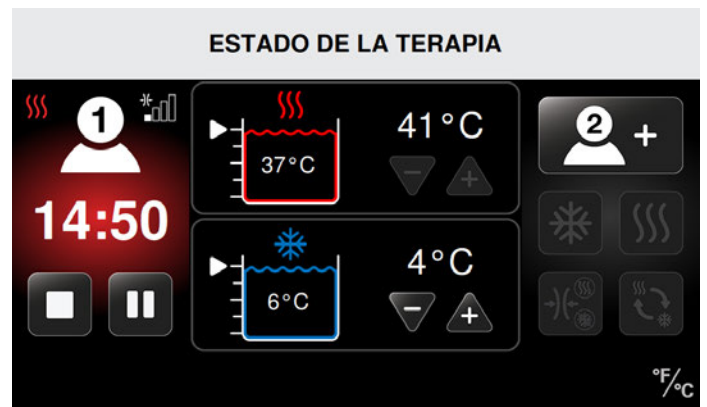 ESTADO DE LA TERAPIA
1
14:50
37°C
41°C
-
+
6°C
4°C
-
+
2 +
°F/°C